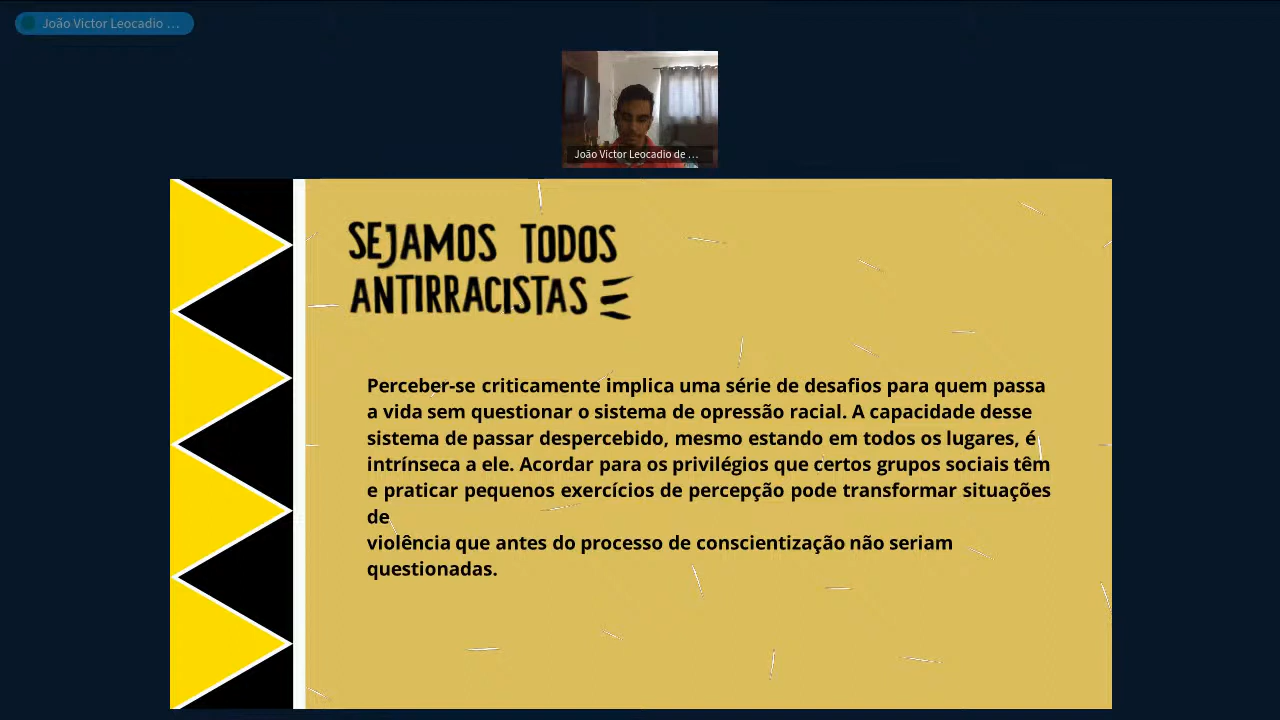 João Victor Leocadio ...
João Victor Leocadio de ...
SEJAMOS TODOS
ANTIRRACISTAS
Perceber-se criticamente implica uma série de desafios para quem passa
a vida sem questionar o sistema de opressão racial. A capacidade desse
sistema de passar despercebido, mesmo estando em todos os lugares, é
intrínseca a ele. Acordar para os privilégios que certos grupos sociais têm
e praticar pequenos exercícios de percepção pode transformar situações
de
violência que antes do processo de conscientização não seriam
questionadas.